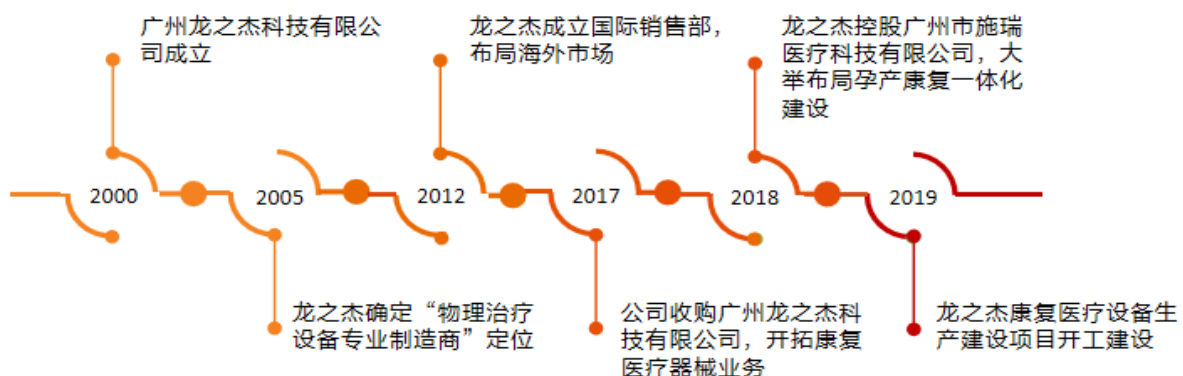 广州龙之杰科技有限公
司成立
龙之杰成立国际销售部，
布局海外市场
龙之杰控股广州市施瑞
医疗科技有限公司，大
举布局孕产康复一体化
建设
2000
2005
2012
2017
2018
2019
龙之杰确定“物理治疗
设备专业制造商”定位
公司收购广州龙之杰科
技有限公司，开拓康复
医疗器械业务
龙之杰康复医疗设备生
产建设项目开工建设